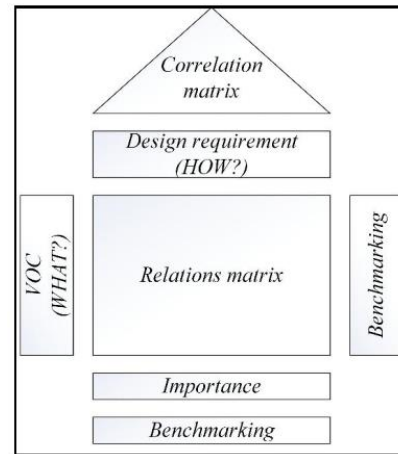 Correlation
matrix
Design requirement
(HOW?)
VOC
(WHAT?)
Relations matrix
Benchmarking
Importance
Benchmarking